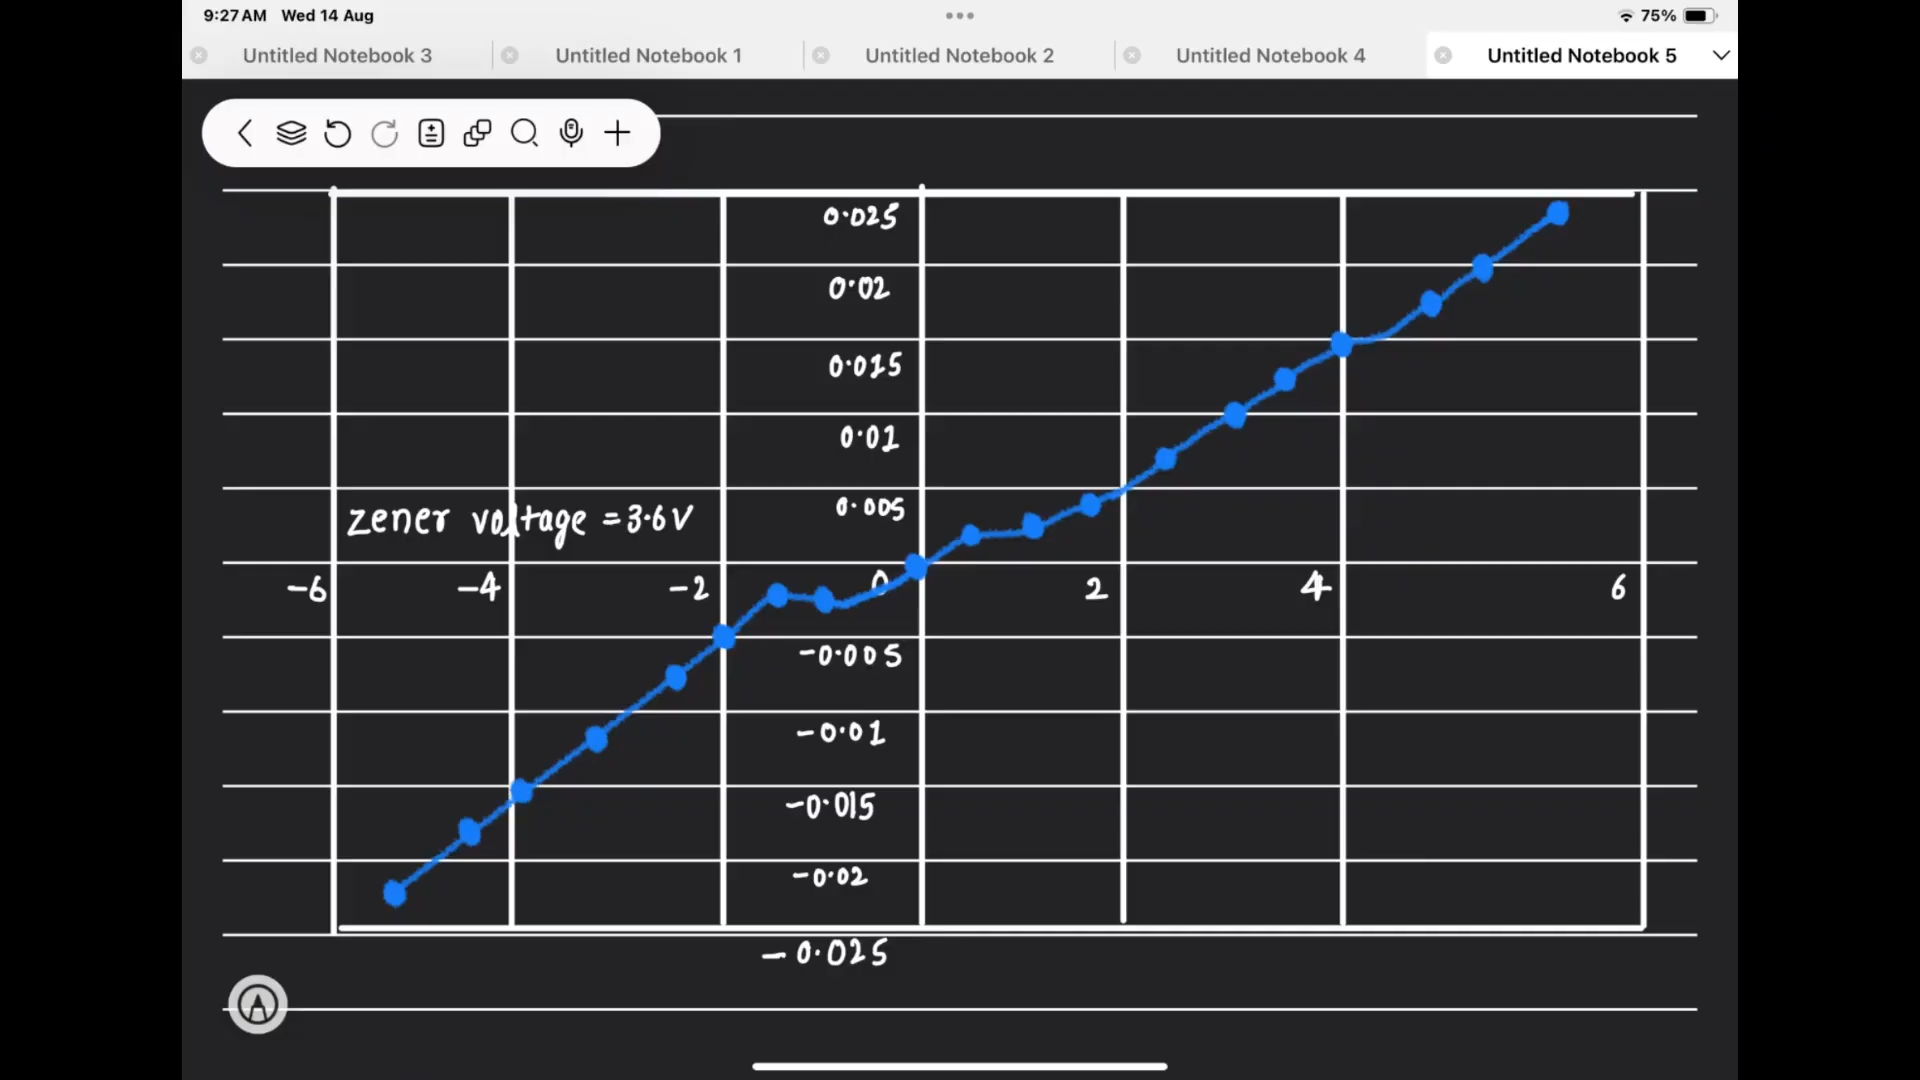 9:27 AM Wed 14 Aug
75%
Untitled Notebook 3
Untitled Notebook 1
Untitled Notebook 2
Untitled Notebook 4
Untitled Notebook 5
0.025
0.02
0.015
0.01
0.005
zener voltage = 3.6V
-6 -4 -2 0 2 4 6
-0.005
-0.01
-0.015
-0.02
-0.025